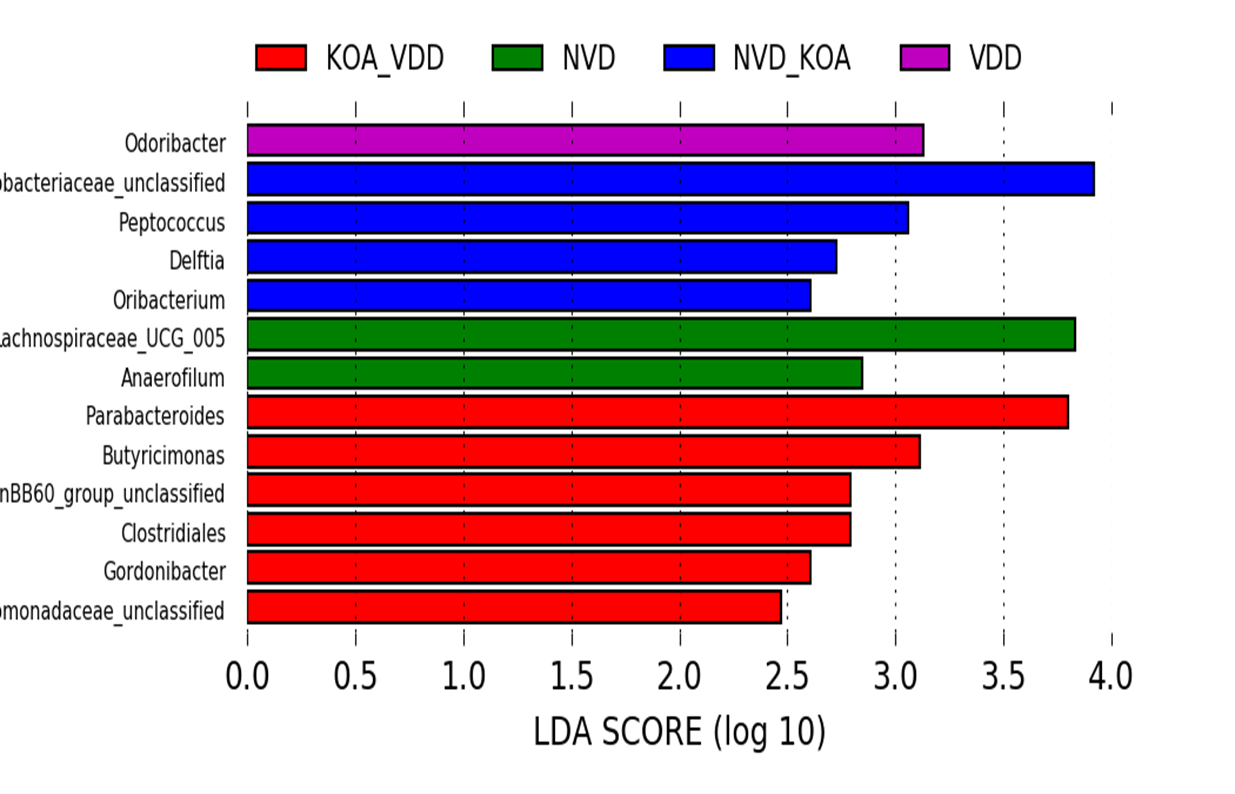 KOA_VDD NVD NVD_KOA VDD
Odoribacter
obacteriaceae_unclassified
Peptococcus
Delftia
Oribacterium
Lachnospiraceae_UCG_005
Anaerofilum
Parabacteroides
Butyricimonas
nBB60_group_unclassified
Clostridiales
Gordonibacter
omonadaceae_unclassified
0.0 0.5 1.0 1.5 2.0 2.5 3.0 3.5 4.0
LDA SCORE (log 10)